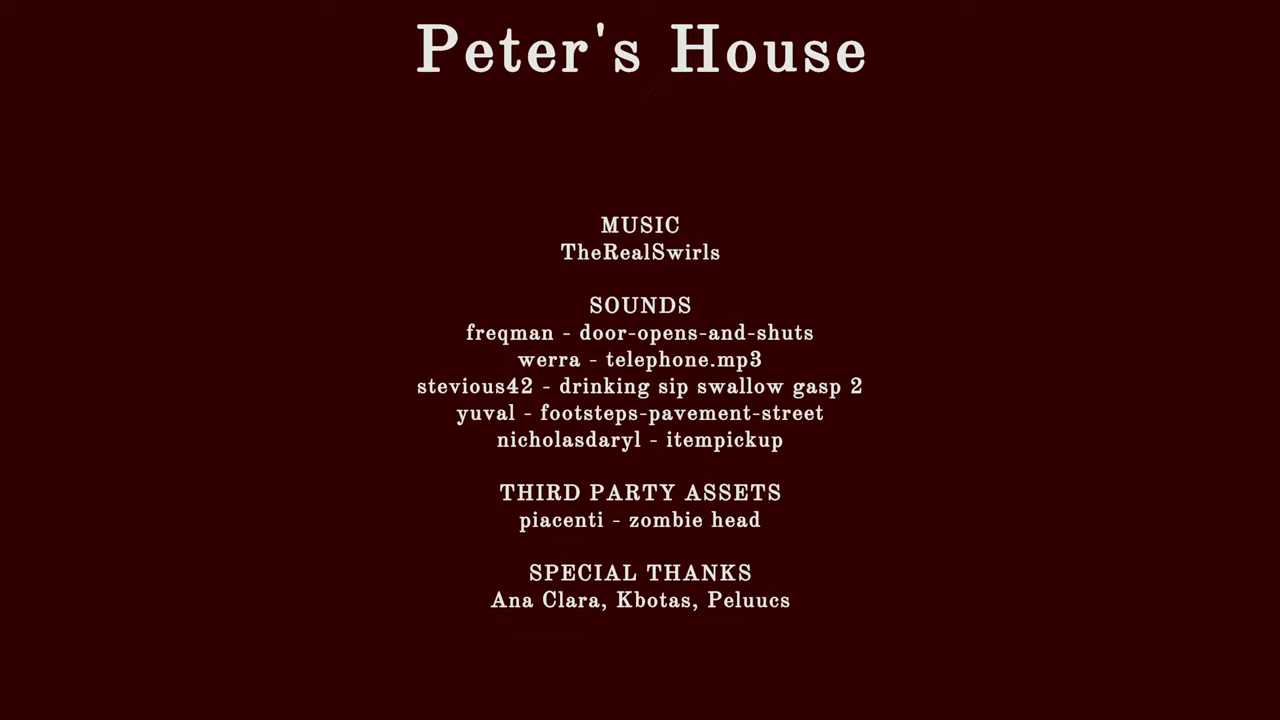 Peter's House
MUSIC
TheRealSwirls
SOUNDS
freqman - door-opens-and-shuts
werra - telephone.mp3
stevious42 - drinking sip swallow gasp 2
yuval - footsteps-pavement-street
nicholasdaryl - itempickup
THIRD PARTY ASSETS
piacenti - zombie head
SPECIAL THANKS
Ana Clara, Kbotas, Peluucs